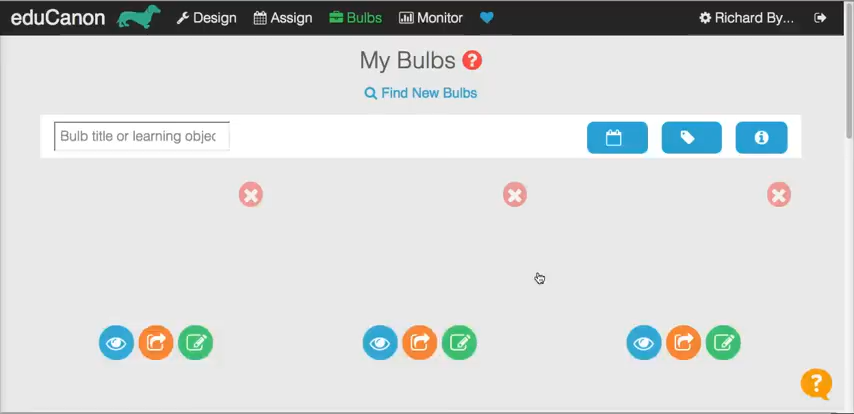 eduCanon Design Assign Bulbs Monitor Richard By...
My Bulbs ?
Find New Bulbs
Bulb title or learning objec
?